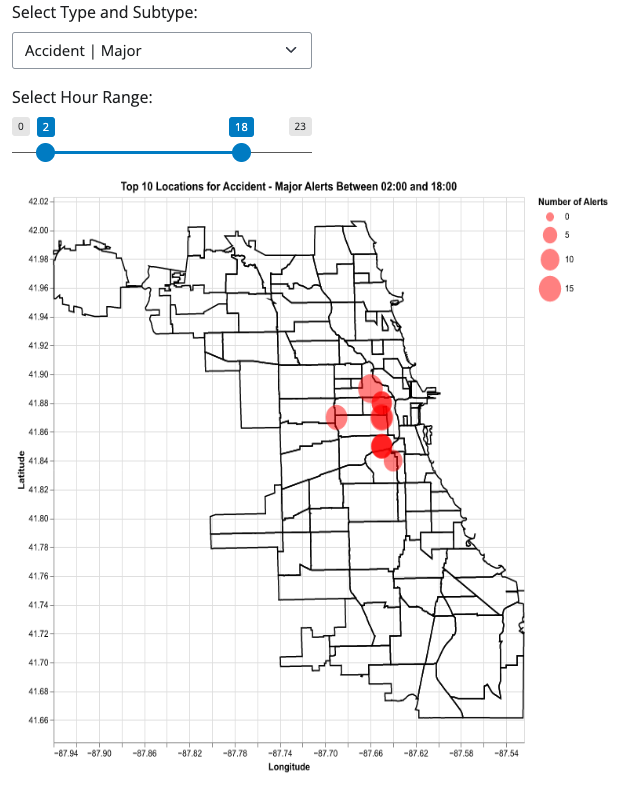 Select Type and Subtype:
Accident | Major
Select Hour Range:
0 2 18 23
Top 10 Locations for Accident - Major Alerts Between 02:00 and 18:00
Number of Alerts
0
5
10
15
Latitude
42.02
42.00
41.98
41.96
41.94
41.92
41.90
41.88
41.86
41.84
41.82
41.80
41.78
41.76
41.74
41.72
41.70
41.68
41.66
−87.94 −87.90 −87.86 −87.82 −87.78 −87.74 −87.70 −87.66 −87.62 −87.58 −87.54
Longitude